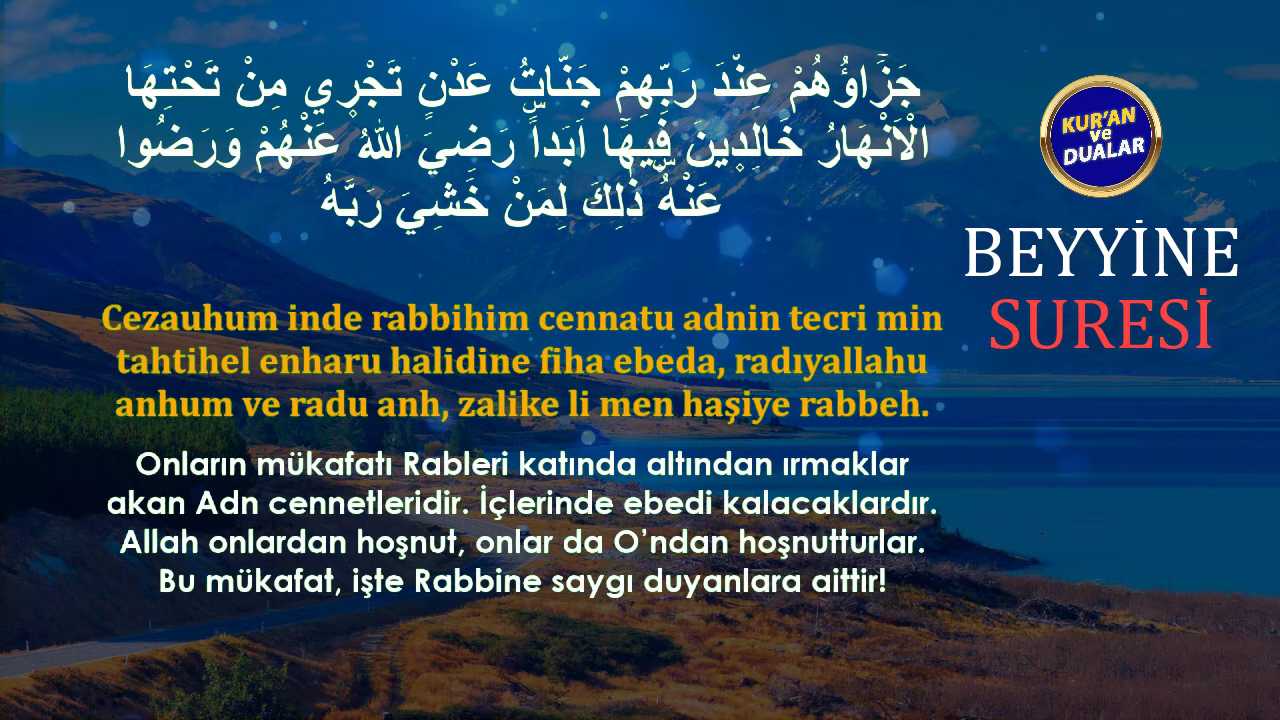 جَزَٓاؤُ۬هُمْ عِنْدَ رَبِّهِمْ جَنَّاتُ عَدْنٍ تَجْر۪ي مِنْ تَحْتِهَا
الْاَنْهَارُ خَالِد۪ينَ ف۪يهَٓا اَبَداًۜ رَضِيَ اللّٰهُ عَنْهُمْ وَرَضُوا
عَنْهُۜ ذٰلِكَ لِمَنْ خَشِيَ رَبَّهُ
Cezauhum inde rabbihim cennatu adnin tecri min
tahtihel enharu halidine fiha ebeda, radıyallahu
anhum ve radu anh, zalike li men haşiye rabbeh.
Onların mükafatı Rableri katında altından ırmaklar
akan Adn cennetleridir. İçlerinde ebedi kalacaklardır.
Allah onlardan hoşnut, onlar da O’ndan hoşnutturlar.
Bu mükafat, işte Rabbine saygı duyanlara aittir!
KUR’AN
ve
DUALAR
BEYYİNE
SURESİ